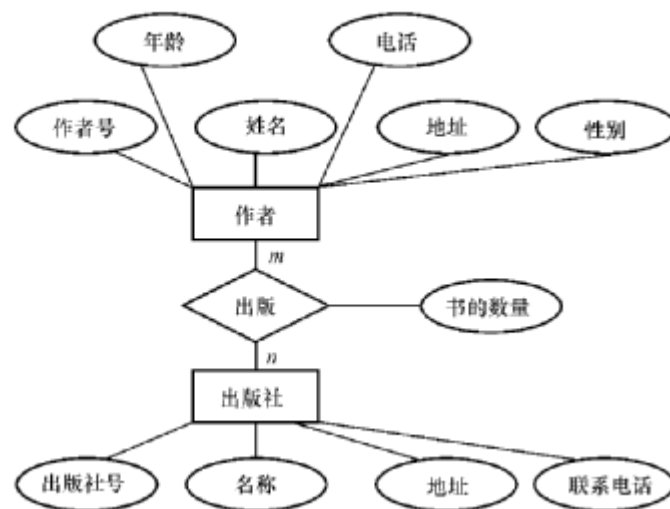 年龄 电话
作者号 姓名 地址 性别
作者
m
出版 书的数量
n
出版社
出版社号 名称 地址 联系电话